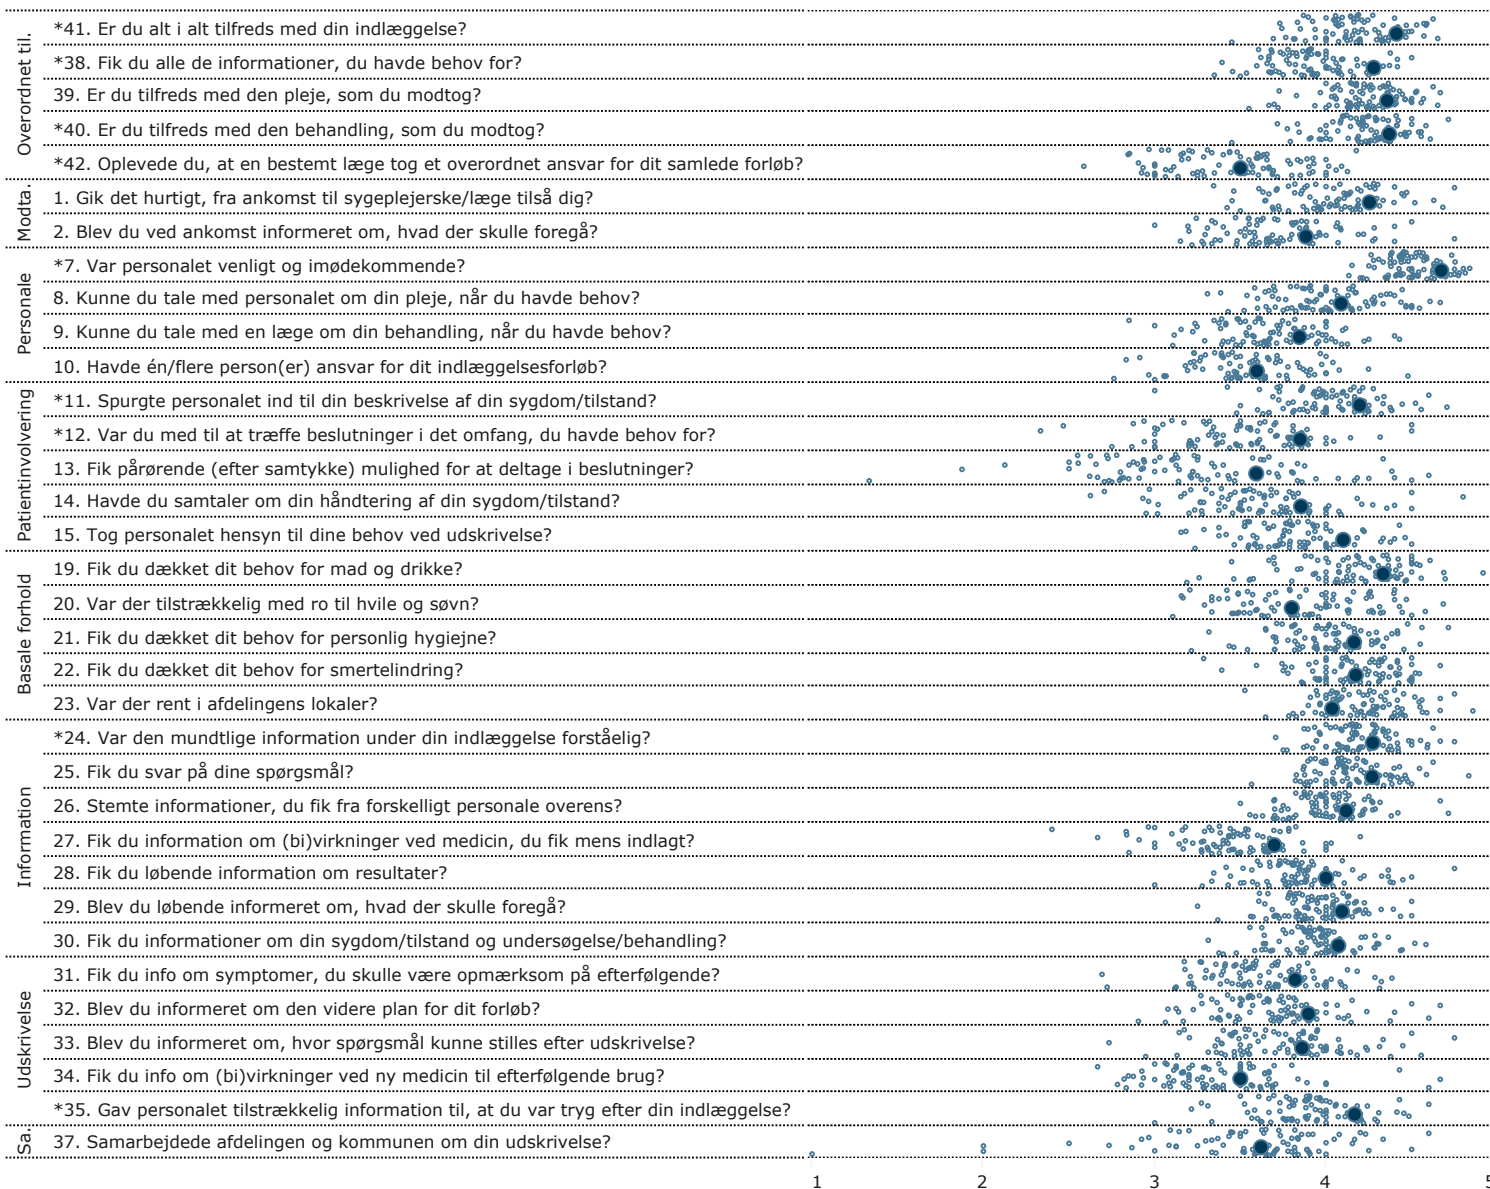 Overordnet til.
*41. Er du alt i alt tilfreds med din indlæggelse?
*38. Fik du alle de informationer, du havde behov for?
39. Er du tilfreds med den pleje, som du modtog?
*40. Er du tilfreds med den behandling, som du modtog?
*42. Oplevede du, at en bestemt læge tog et overordnet ansvar for dit samlede forløb?
Modta.
1. Gik det hurtigt, fra ankomst til sygeplejerske/læge tilså dig?
2. Blev du ved ankomst informeret om, hvad der skulle foregå?
Personale
*7. Var personalet venligt og imødekommende?
8. Kunne du tale med personalet om din pleje, når du havde behov?
9. Kunne du tale med en læge om din behandling, når du havde behov?
10. Havde én/flere person(er) ansvar for dit indlæggelsesforløb?
Patientinvolvering
*11. Spurgte personalet ind til din beskrivelse af din sygdom/tilstand?
*12. Var du med til at træffe beslutninger i det omfang, du havde behov for?
13. Fik pårørende (efter samtykke) mulighed for at deltage i beslutninger?
14. Havde du samtaler om din håndtering af din sygdom/tilstand?
15. Tog personalet hensyn til dine behov ved udskrivelse?
Basale forhold
19. Fik du dækket dit behov for mad og drikke?
20. Var der tilstrækkelig med ro til hvile og søvn?
21. Fik du dækket dit behov for personlig hygiejne?
22. Fik du dækket dit behov for smertelindring?
23. Var der rent i afdelingens lokaler?
Information
*24. Var den mundtlige information under din indlæggelse forståelig?
25. Fik du svar på dine spørgsmål?
26. Stemte informationer, du fik fra forskelligt personale overens?
27. Fik du information om (bi)virkninger ved medicin, du fik mens indlagt?
28. Fik du løbende information om resultater?
29. Blev du løbende informeret om, hvad der skulle foregå?
30. Fik du informationer om din sygdom/tilstand og undersøgelse/behandling?
Udskrivelse
31. Fik du info om symptomer, du skulle være opmærksom på efterfølgende?
32. Blev du informeret om den videre plan for dit forløb?
33. Blev du informeret om, hvor spørgsmål kunne stilles efter udskrivelse?
34. Fik du info om (bi)virkninger ved ny medicin til efterfølgende brug?
*35. Gav personalet tilstrækkelig information til, at du var tryg efter din indlæggelse?
Sa.
37. Samarbejdede afdelingen og kommunen om din udskrivelse?
1 2 3 4 5